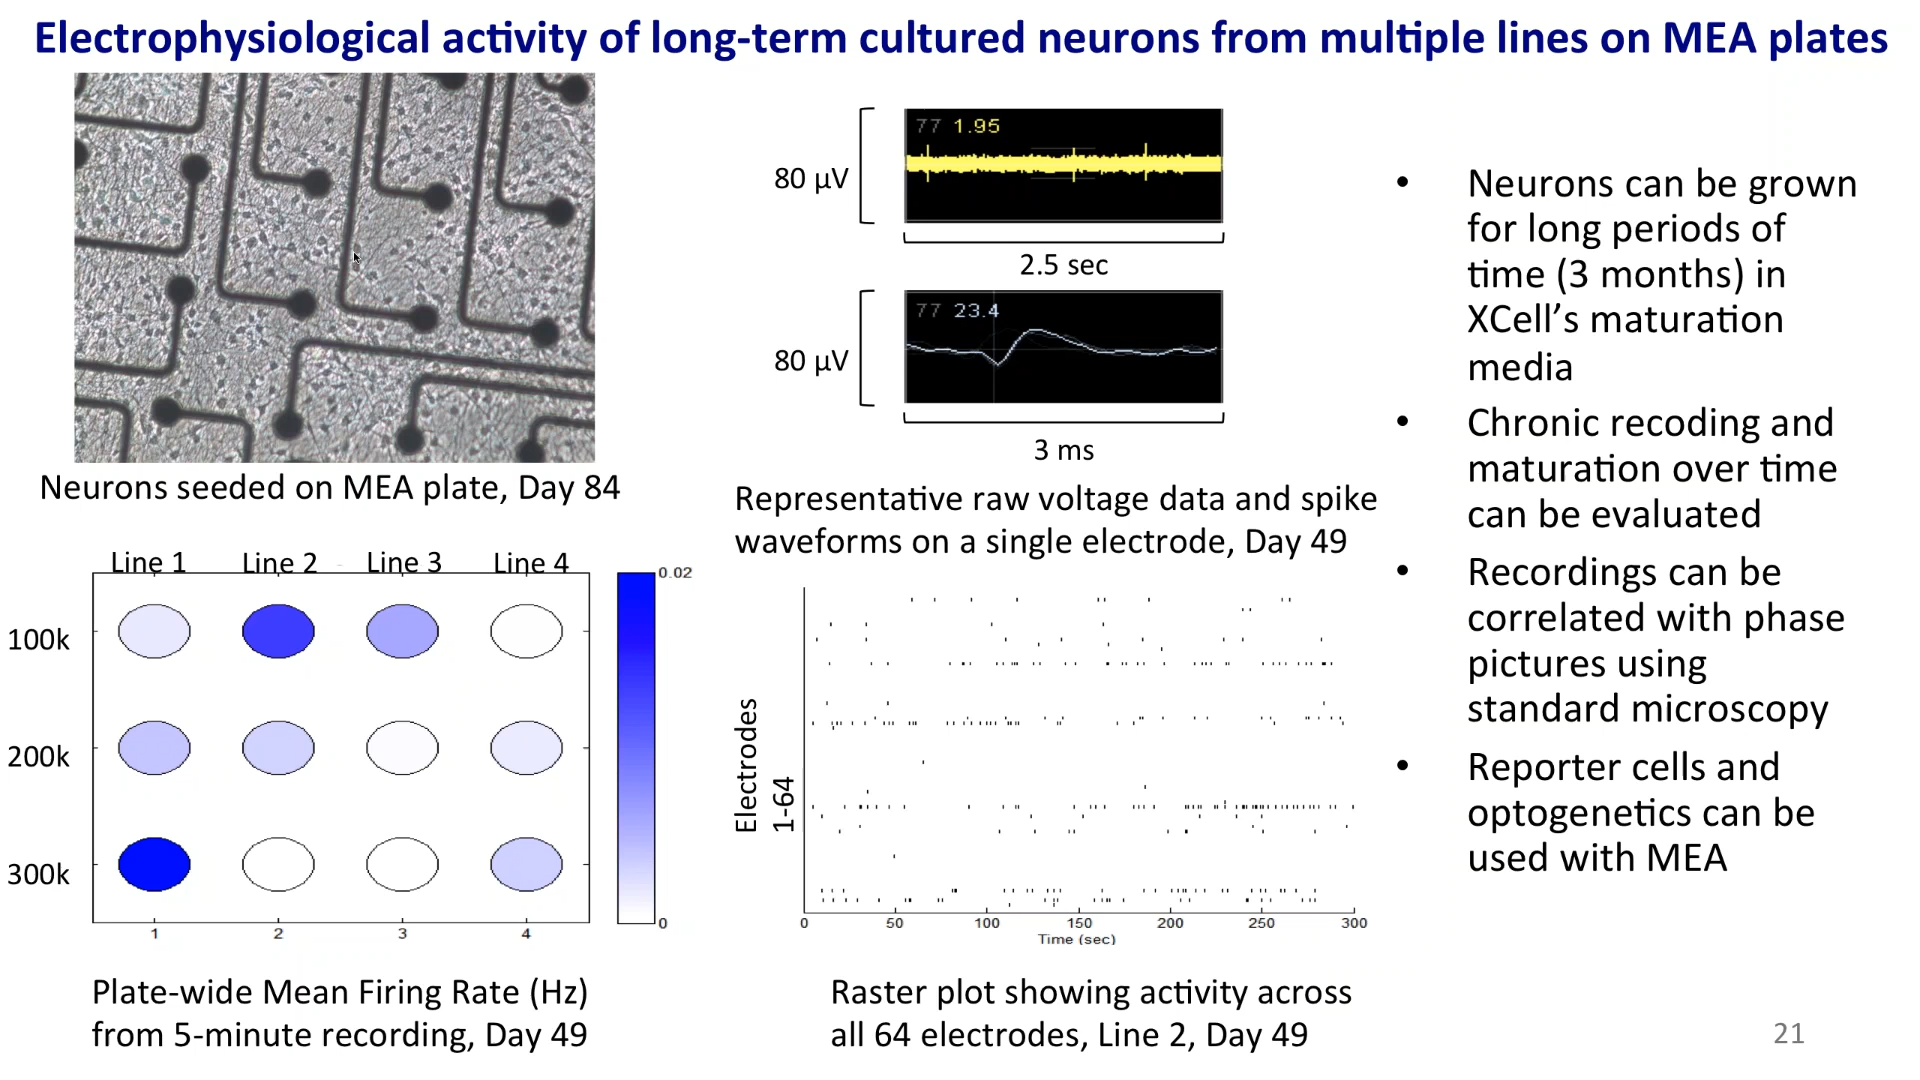 Electrophysiological activity of long-term cultured neurons from multiple lines on MEA plates
Neurons seeded on MEA plate, Day 84
80 µV
77 1.95
2.5 sec
80 µV
77 23.4
3 ms
Representative raw voltage data and spike
waveforms on a single electrode, Day 49
Line 1 Line 2 Line 3 Line 4
100k
200k
300k
0.02
0
1 2 3 4
Plate-wide Mean Firing Rate (Hz)
from 5-minute recording, Day 49
Electrodes
1-64
0 50 100 150 200 250 300
Time (sec)
Raster plot showing activity across
all 64 electrodes, Line 2, Day 49
• Neurons can be grown
for long periods of
time (3 months) in
XCell’s maturation
media
• Chronic recoding and
maturation over time
can be evaluated
• Recordings can be
correlated with phase
pictures using
standard microscopy
• Reporter cells and
optogenetics can be
used with MEA
21